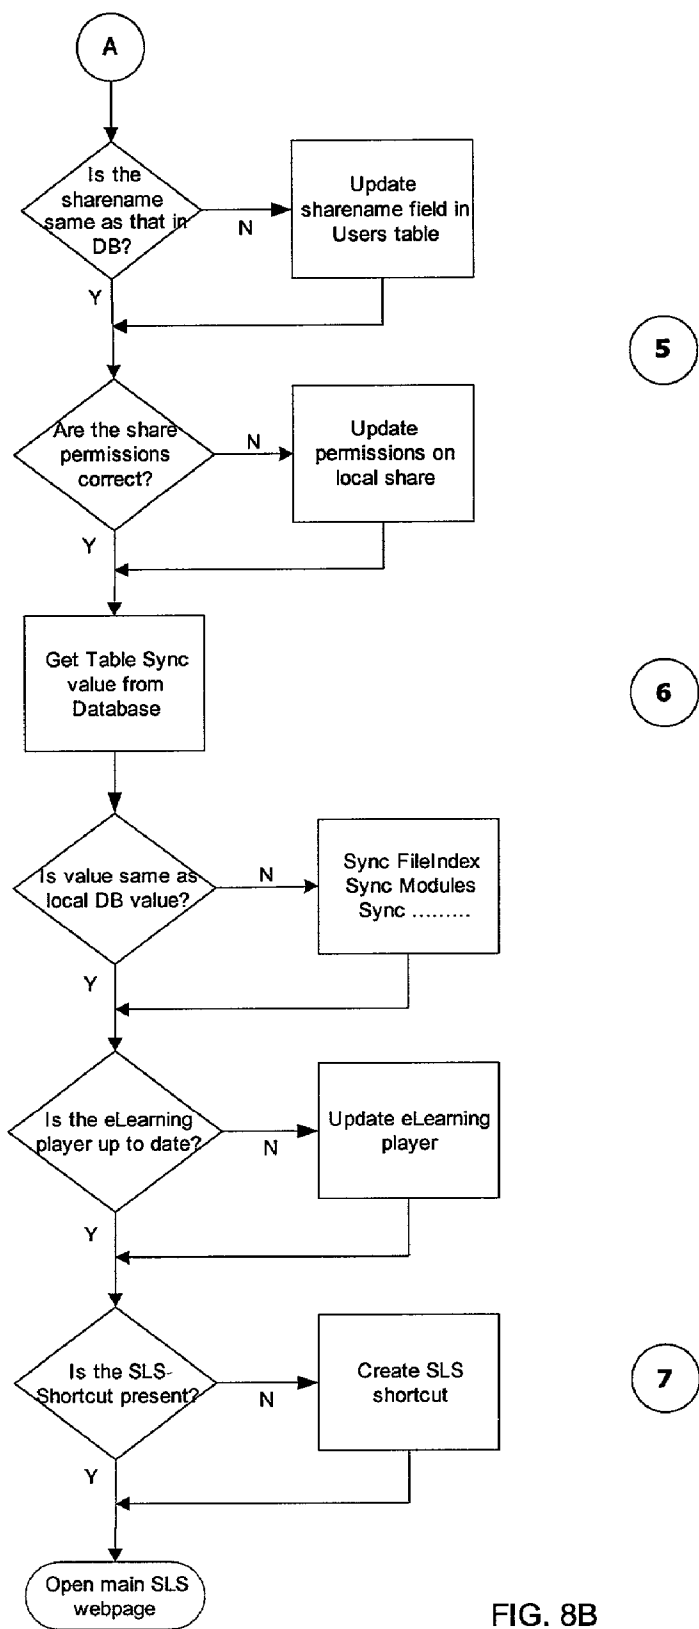 A
Is the
sharename
same as that in
DB?
N
Update
sharename field in
Users table
Y
5
Are the share
permissions
correct?
N
Update
permissions on
local share
Y
Get Table Sync
value from
Database
6
Is value same as
local DB value?
N
Sync FileIndex
Sync Modules
Sync .........
Y
Is the eLearning
player up to date?
N
Update eLearning
player
Y
Is the SLS-
Shortcut present?
N
Create SLS
shortcut
7
Y
Open main SLS
webpage
FIG. 8B